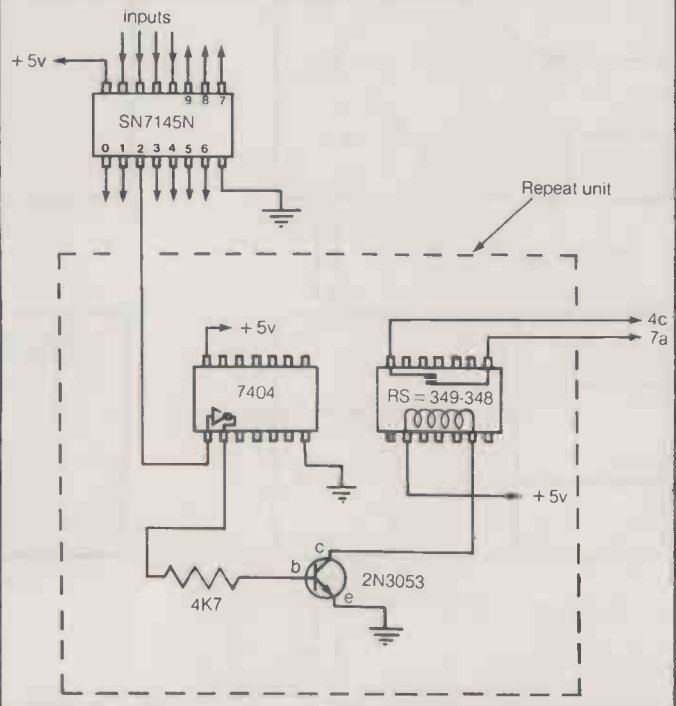 inputs
+ 5v
9 8 7
SN7145N
0 1 2 3 4 5 6
Repeat unit
+ 5v
4c
7a
7404
RS = 349-348
+ 5v
c
b
2N3053
e
4K7